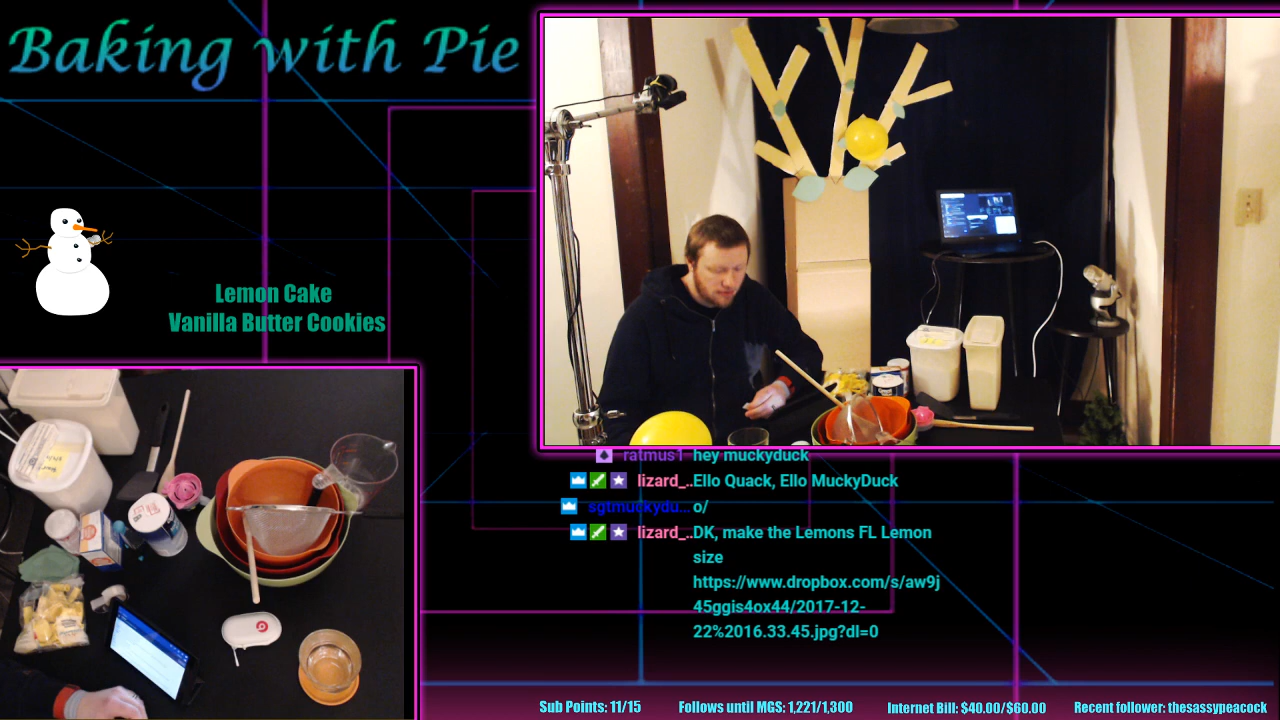 Baking with Pie
Lemon Cake
Vanilla Butter Cookies
ratmus1 hey muckyduck
lizard_.. Ello Quack, Ello MuckyDuck
sgtmuckydu... o/
lizard_.. DK, make the Lemons FL Lemon
size
https://www.dropbox.com/s/aw9j
45ggis4ox44/2017-12-
22%2016.33.45.jpg?dl=0
Sub Points: 11/15
Follows until MGS: 1,221/1,300
Internet Bill: $40.00/$60.00
Recent follower: thesassypeacock